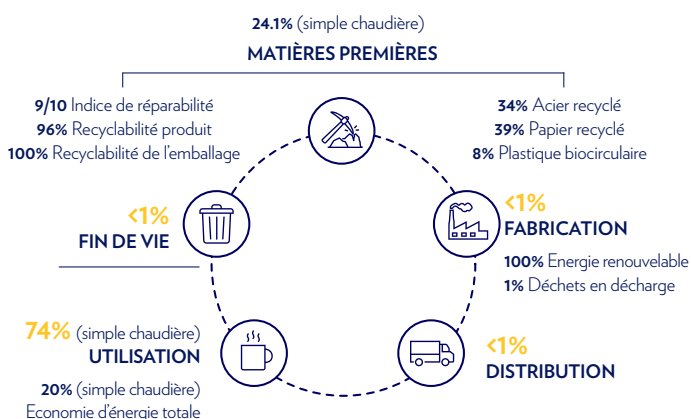 24.1% (simple chaudière)
MATIÈRES PREMIÈRES
9/10 Indice de réparabilité
96% Recyclabilité produit
100% Recyclabilité de l'emballage
34% Acier recyclé
39% Papier recyclé
8% Plastique biocirculaire
<1%
FIN DE VIE
<1%
FABRICATION
100% Energie renouvelable
1% Déchets en décharge
74% (simple chaudière)
UTILISATION
20% (simple chaudière)
Economie d'énergie totale
<1%
DISTRIBUTION